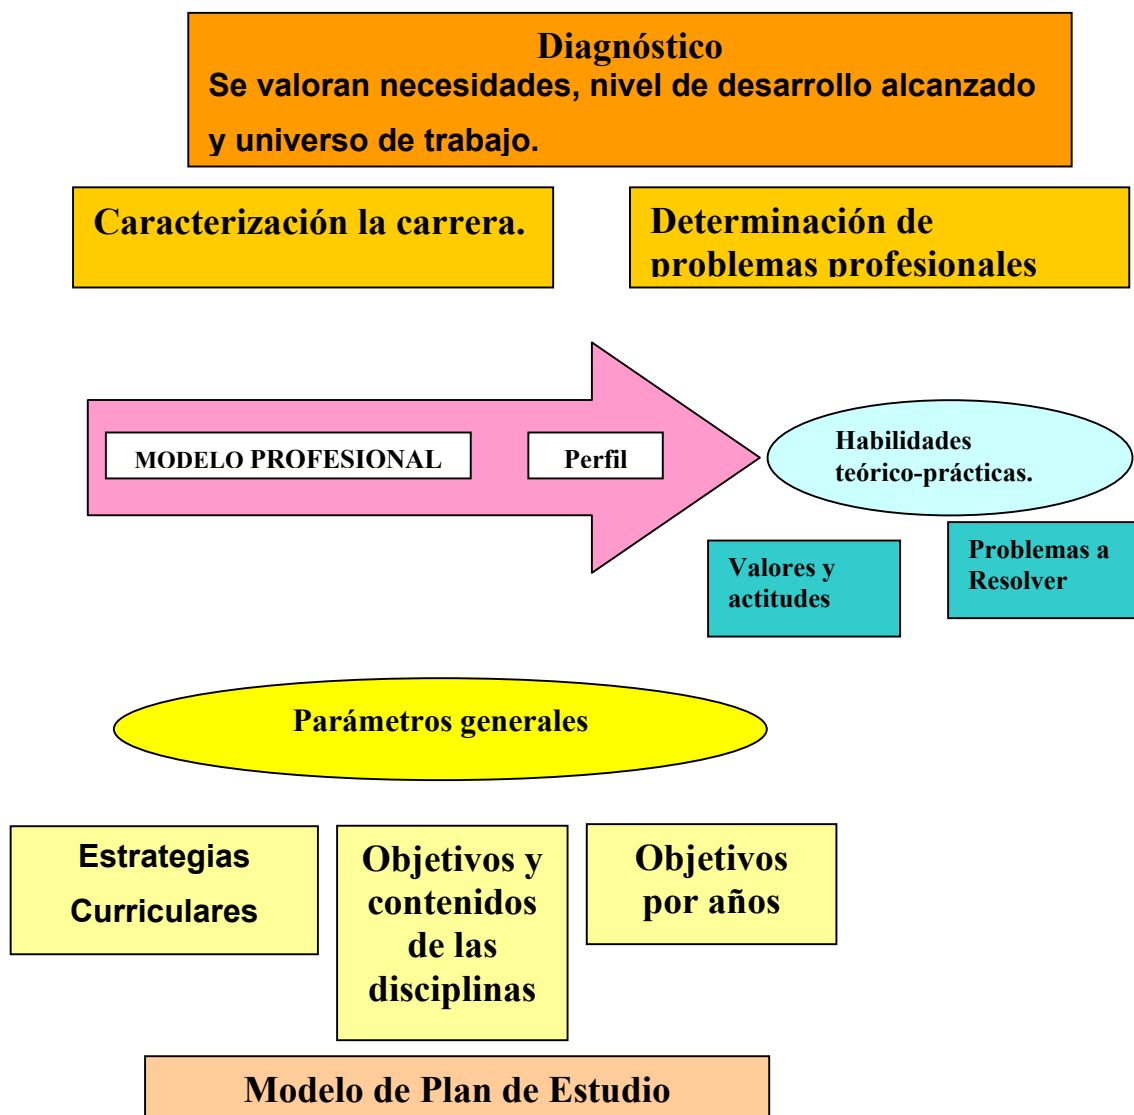 Diagnóstico
Se valoran necesidades, nivel de desarrollo alcanzado
y universo de trabajo.
Caracterización la carrera.
Determinación de
problemas profesionales
MODELO PROFESIONAL
Perfil
Habilidades
teórico-prácticas.
Valores y
actitudes
Problemas a
Resolver
Parámetros generales
Estrategias
Curriculares
Objetivos y
contenidos
de las
disciplinas
Objetivos
por años
Modelo de Plan de Estudio